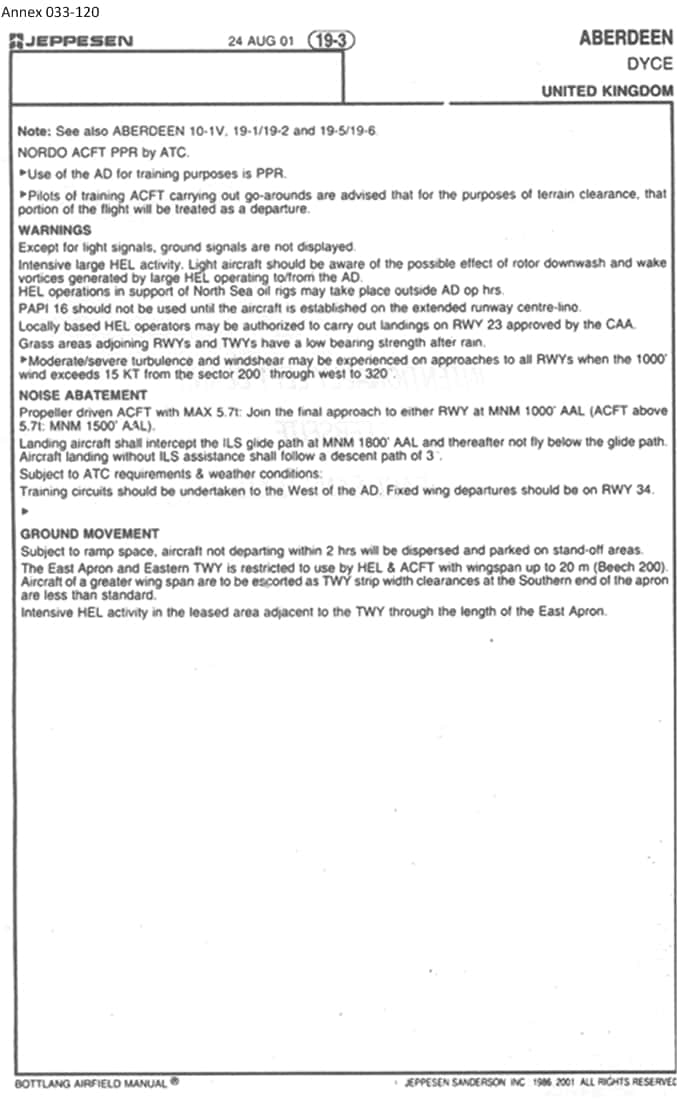 Annex 033-120
JEPPESEN 24 AUG 01 (19-3) ABERDEEN
DYCE
UNITED KINGDOM
Note: See also ABERDEEN 10-1V, 19-1/19-2 and 19-5/19-6.
NORDO ACFT PPR by ATC.
▶Use of the AD for training purposes is PPR.
▶Pilots of training ACFT carrying out go-arounds are advised that for the purposes of terrain clearance, that
portion of the flight will be treated as a departure.
WARNINGS
Except for light signals, ground signals are not displayed.
Intensive large HEL activity. Light aircraft should be aware of the possible effect of rotor downwash and wake
vortices generated by large HEL operating to/from the AD.
HEL operations in support of North Sea oil rigs may take place outside AD op hrs.
PAPI 16 should not be used until the aircraft is established on the extended runway centre-line.
Locally based HEL operators may be authorized to carry out landings on RWY 23 approved by the CAA.
Grass areas adjoining RWYs and TWYs have a low bearing strength after rain.
▶Moderate/severe turbulence and windshear may be experienced on approaches to all RWYs when the 1000'
wind exceeds 15 KT from the sector 200° through west to 320°
NOISE ABATEMENT
Propeller driven ACFT with MAX 5.7t: Join the final approach to either RWY at MNM 1000' AAL (ACFT above
5.7t: MNM 1500' AAL).
Landing aircraft shall intercept the ILS glide path at MNM 1800' AAL and thereafter not fly below the glide path.
Aircraft landing without ILS assistance shall follow a descent path of 3°.
Subject to ATC requirements & weather conditions:
Training circuits should be undertaken to the West of the AD. Fixed wing departures should be on RWY 34.
▶
GROUND MOVEMENT
Subject to ramp space, aircraft not departing within 2 hrs will be dispersed and parked on stand-off areas.
The East Apron and Eastern TWY is restricted to use by HEL & ACFT with wingspan up to 20 m (Beech 200).
Aircraft of a greater wing span are to be escorted as TWY strip width clearances at the Southern end of the apron
are less than standard.
Intensive HEL activity in the leased area adjacent to the TWY through the length of the East Apron.
BOTTLANG AIRFIELD MANUAL ® JEPPESEN SANDERSON INC 1986 2001 ALL RIGHTS RESERVED